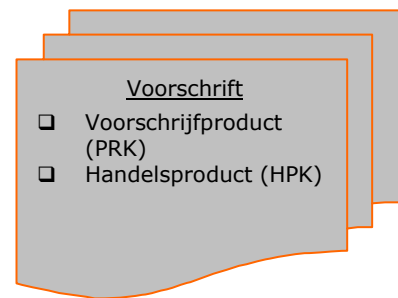 Voorschrift
❑ Voorschrijfproduct
(PRK)
❑ Handelsproduct (HPK)